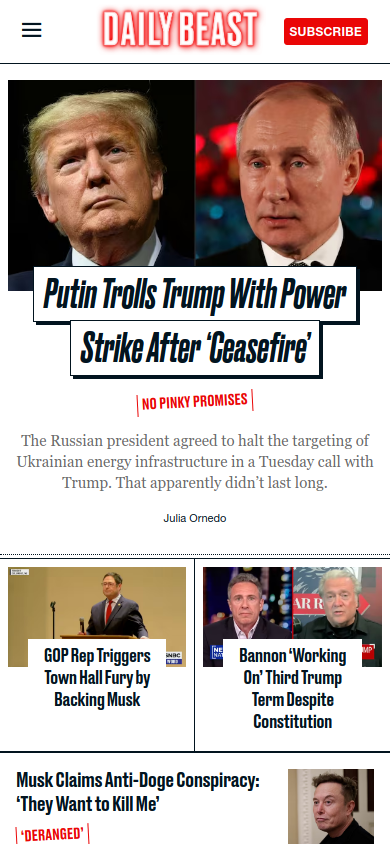 DAILY BEAST
SUBSCRIBE
Putin Trolls Trump With Power
Strike After ‘Ceasefire’
NO PINKY PROMISES
The Russian president agreed to halt the targeting of
Ukrainian energy infrastructure in a Tuesday call with
Trump. That apparently didn’t last long.
Julia Ornedo
GOP Rep Triggers
Town Hall Fury by
Backing Musk
Bannon ‘Working
On’ Third Trump
Term Despite
Constitution
Musk Claims Anti-Doge Conspiracy:
‘They Want to Kill Me’
‘DERANGED’